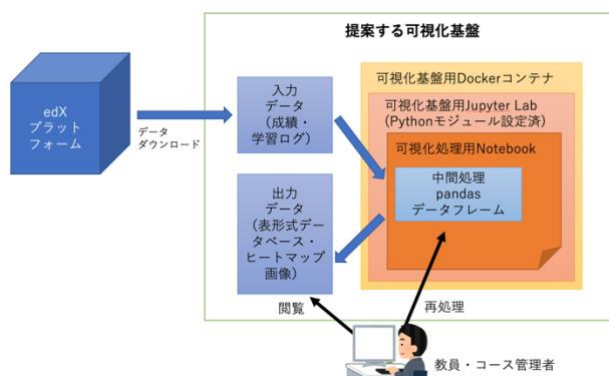 提案する可視化基盤
edX
プラット
フォーム
データ
ダウンロード
入力
データ
(成績・
学習ログ)
可視化基盤用Dockerコンテナ
可視化基盤用Jupyter Lab
(Pythonモジュール設定済)
可視化処理用Notebook
中間処理
pandas
データフレーム
出力
データ
(表形式デー
タベース・
ヒートマップ
画像)
閲覧
再処理
教員・コース管理者